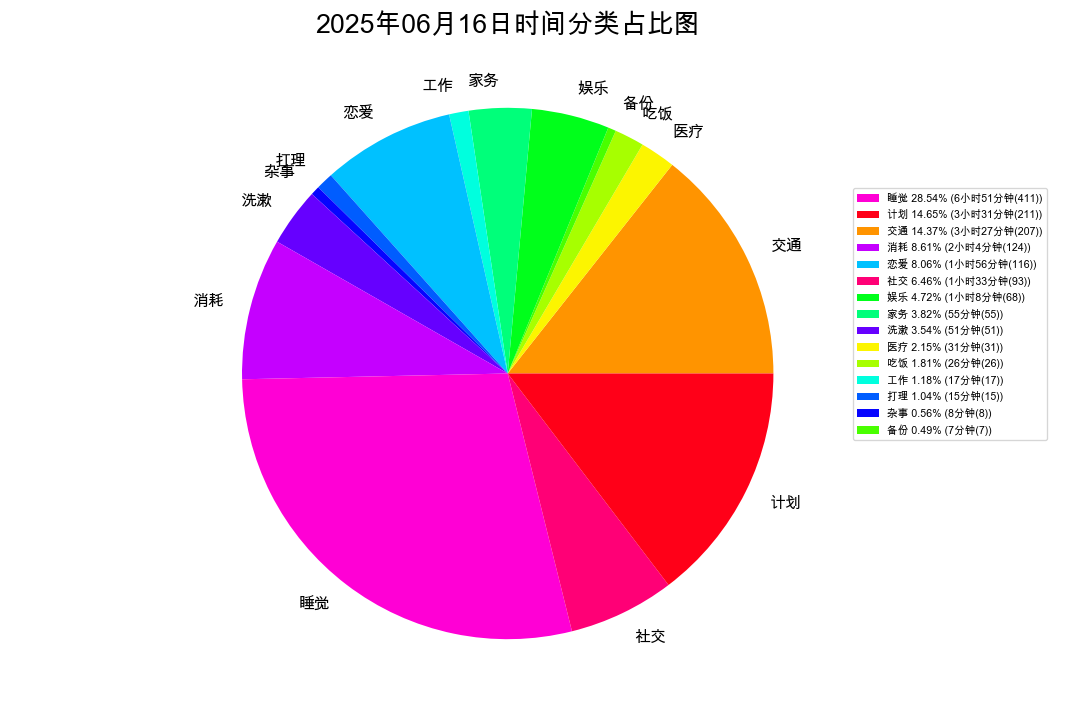 2025年06月16日时间分类占比图
工作
家务
娱乐
备份
吃饭
医疗
恋爱
打理
杂事
洗漱
交通
消耗
计划
睡觉
社交
睡觉 28.54% (6小时51分钟(411))
计划 14.65% (3小时31分钟(211))
交通 14.37% (3小时27分钟(207))
消耗 8.61% (2小时4分钟(124))
恋爱 8.06% (1小时56分钟(116))
社交 6.46% (1小时33分钟(93))
娱乐 4.72% (1小时8分钟(68))
家务 3.82% (55分钟(55))
洗漱 3.54% (51分钟(51))
医疗 2.15% (31分钟(31))
吃饭 1.81% (26分钟(26))
工作 1.18% (17分钟(17))
打理 1.04% (15分钟(15))
杂事 0.56% (8分钟(8))
备份 0.49% (7分钟(7))